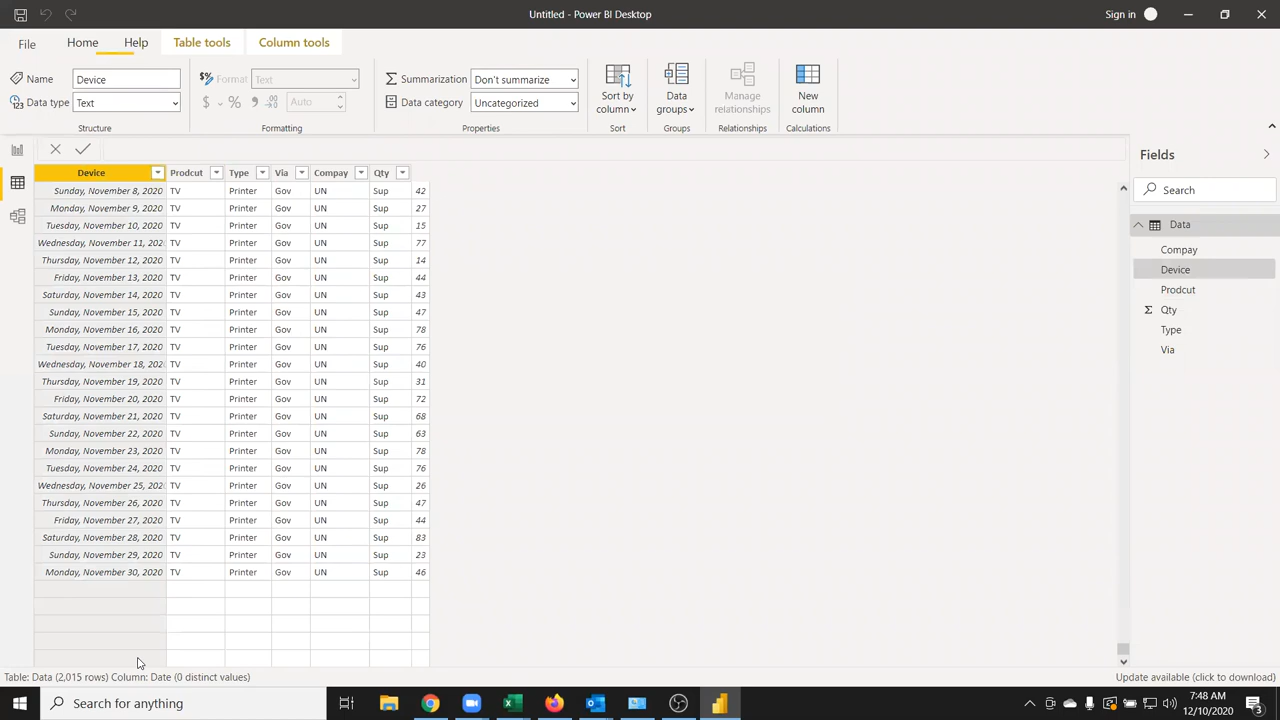 Untitled - Power BI Desktop
Sign in
File
Home
Help
Table tools
Column tools
Name
Device
Data type
Text
Structure
Format
Text
$
%
Auto
Formatting
Summarization
Don't summarize
Data category
Uncategorized
Properties
Sort by
column
Sort
Data
groups
Groups
Manage
relationships
Relationships
New
column
Calculations
Device Prodcut Type Via Compay Qty
Sunday, November 8, 2020 TV Printer Gov UN Sup 42
Monday, November 9, 2020 TV Printer Gov UN Sup 27
Tuesday, November 10, 2020 TV Printer Gov UN Sup 15
Wednesday, November 11, 202 TV Printer Gov UN Sup 77
Thursday, November 12, 2020 TV Printer Gov UN Sup 14
Friday, November 13, 2020 TV Printer Gov UN Sup 44
Saturday, November 14, 2020 TV Printer Gov UN Sup 43
Sunday, November 15, 2020 TV Printer Gov UN Sup 47
Monday, November 16, 2020 TV Printer Gov UN Sup 78
Tuesday, November 17, 2020 TV Printer Gov UN Sup 76
Wednesday, November 18, 202 TV Printer Gov UN Sup 40
Thursday, November 19, 2020 TV Printer Gov UN Sup 31
Friday, November 20, 2020 TV Printer Gov UN Sup 72
Saturday, November 21, 2020 TV Printer Gov UN Sup 68
Sunday, November 22, 2020 TV Printer Gov UN Sup 63
Monday, November 23, 2020 TV Printer Gov UN Sup 78
Tuesday, November 24, 2020 TV Printer Gov UN Sup 76
Wednesday, November 25, 202 TV Printer Gov UN Sup 26
Thursday, November 26, 2020 TV Printer Gov UN Sup 47
Friday, November 27, 2020 TV Printer Gov UN Sup 44
Saturday, November 28, 2020 TV Printer Gov UN Sup 83
Sunday, November 29, 2020 TV Printer Gov UN Sup 23
Monday, November 30, 2020 TV Printer Gov UN Sup 46
Fields
Search
Data
Compay
Device
Prodcut
Σ Qty
Type
Via
Table: Data (2,015 rows) Column: Date (0 distinct values)
Update available (click to download)
Search for anything
7:48 AM
12/10/2020
3